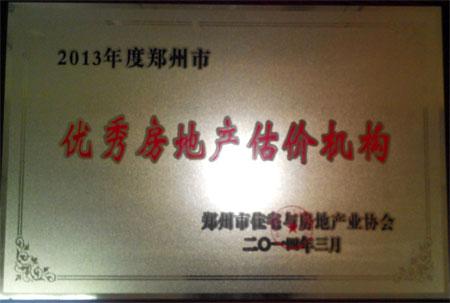 2013年度郑州市
优秀房地产估价机构
郑州市住宅与房地产业协会
二〇一四年三月